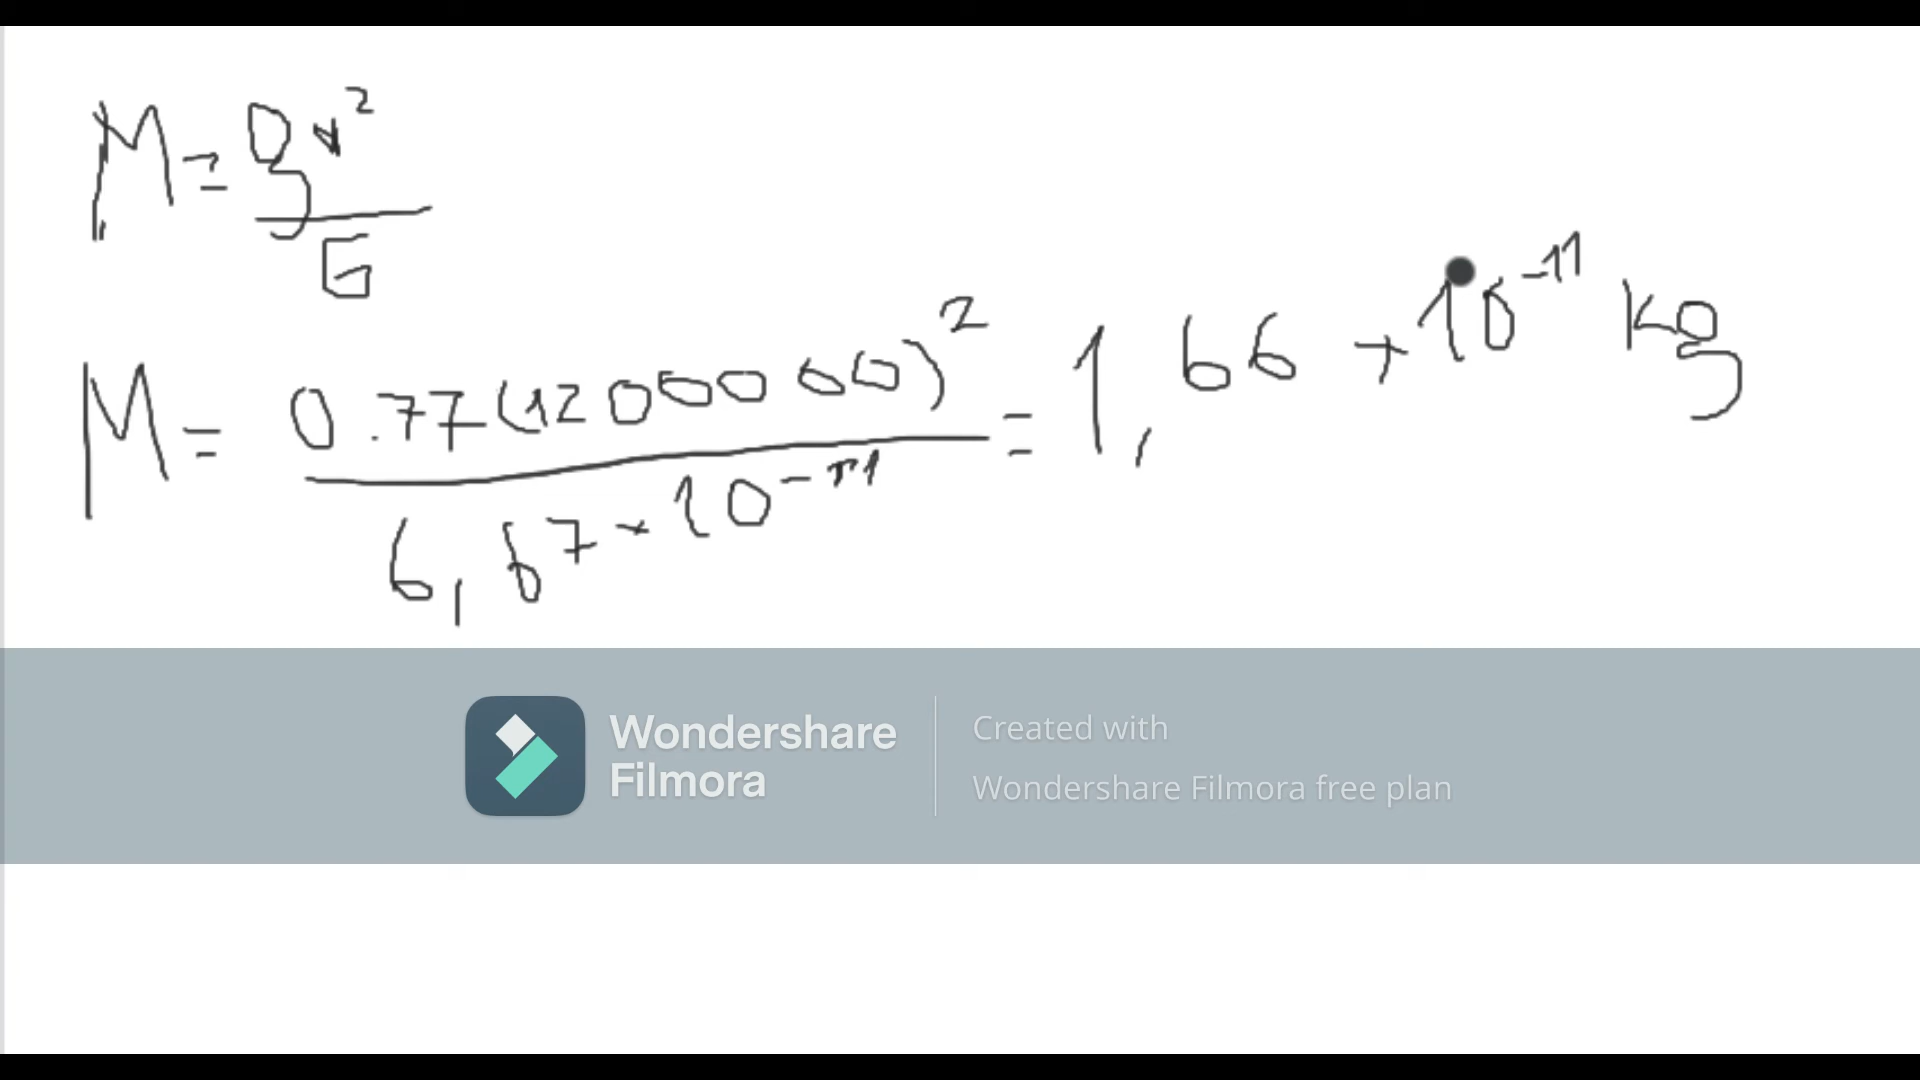 M = gr²/G
M = 0.77(12000000)²/6,67*10⁻¹¹ = 1,66*10⁻¹¹ kg
Wondershare
Filmora
Created with
Wondershare Filmora free plan